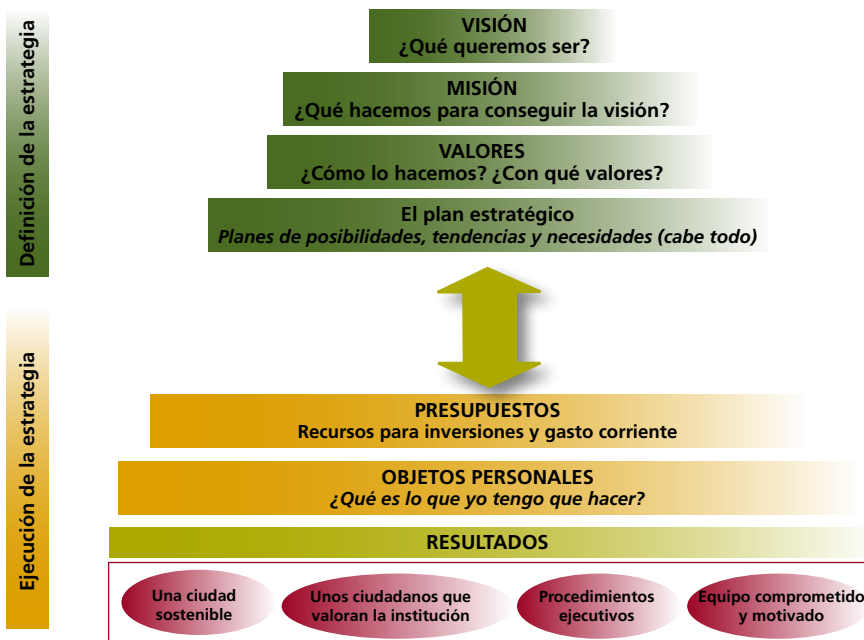 Definición de la estrategia
VISIÓN
¿Qué queremos ser?
MISIÓN
¿Qué hacemos para conseguir la visión?
VALORES
¿Cómo lo hacemos? ¿Con qué valores?
El plan estratégico
Planes de posibilidades, tendencias y necesidades (cabe todo)
Ejecución de la estrategia
PRESUPUESTOS
Recursos para inversiones y gasto corriente
OBJETOS PERSONALES
¿Qué es lo que yo tengo que hacer?
RESULTADOS
Una ciudad
sostenible
Unos ciudadanos que
valoran la institución
Procedimientos
ejecutivos
Equipo comprometido
y motivado